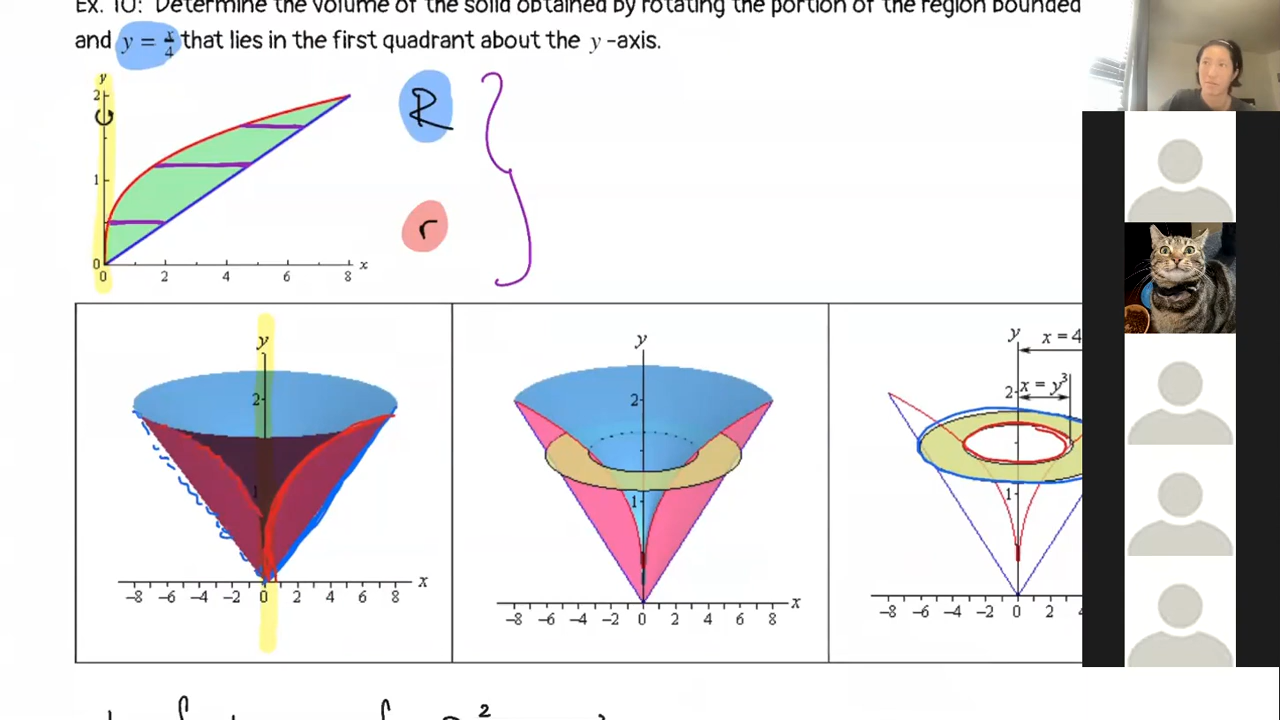 Ex. 10: Determine the volume of the solid obtained by rotating the portion of the region bounded
and y = x/4 that lies in the first quadrant about the y -axis.
y
2
1
0
0 2 4 6 8 x
R
r
y
2
1
-8 -6 -4 -2 0 2 4 6 8 x
y
2
1
-8 -6 -4 -2 0 2 4 6 8 x
y x = 4
x = y³
2
1
-8 -6 -4 -2 0 2 4
2